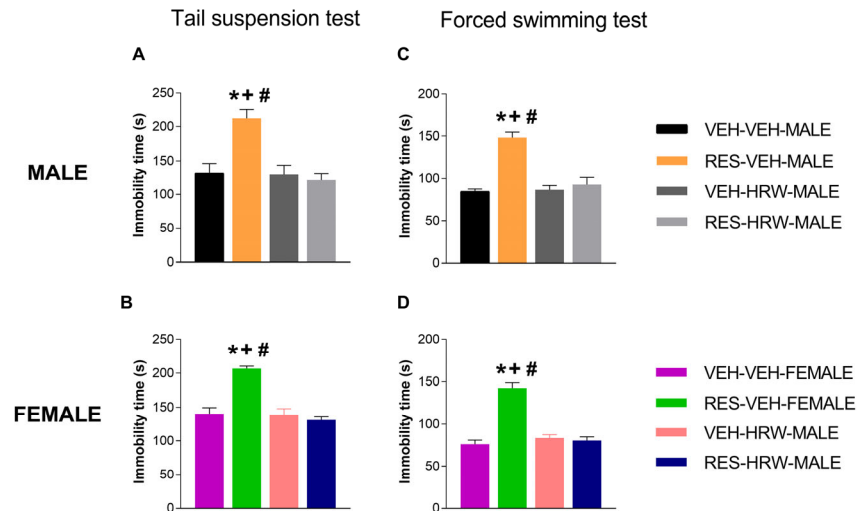 Tail suspension test
Forced swimming test
MALE
A
Immobility time (s)
250
200
150
100
50
0
*+ #
C
Immobility time (s)
200
150
100
50
0
*+ #
VEH-VEH-MALE
RES-VEH-MALE
VEH-HRW-MALE
RES-HRW-MALE
FEMALE
B
Immobility time (s)
250
200
150
100
50
0
*+ #
D
Immobility time (s)
200
150
100
50
0
*+ #
VEH-VEH-FEMALE
RES-VEH-FEMALE
VEH-HRW-MALE
RES-HRW-MALE